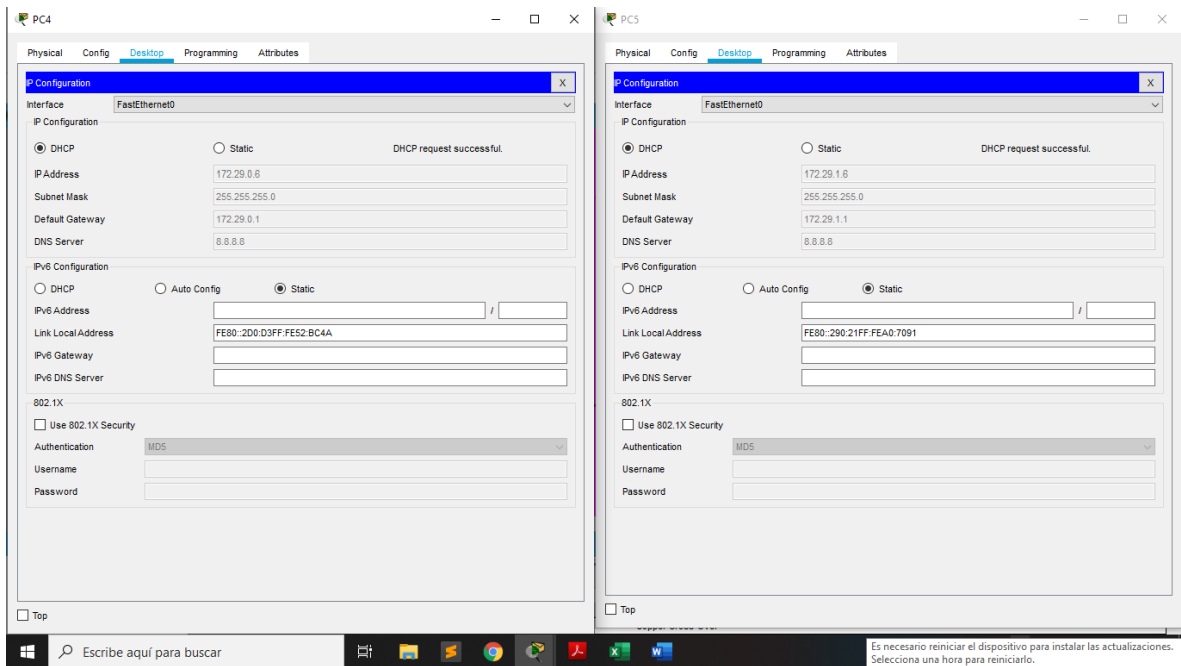 PC4
Physical Config Desktop Programming Attributes
IP Configuration X
Interface FastEthernet0
IP Configuration
DHCP Static DHCP request successful.
IP Address 172.29.0.6
Subnet Mask 255.255.255.0
Default Gateway 172.29.0.1
DNS Server 8.8.8.8
IPv6 Configuration
DHCP Auto Config Static
IPv6 Address /
Link Local Address FE80::2D0:D3FF:FE52:BC4A
IPv6 Gateway
IPv6 DNS Server
802.1X
Use 802.1X Security
Authentication MD5
Username
Password
Top
PC5
Physical Config Desktop Programming Attributes
IP Configuration X
Interface FastEthernet0
IP Configuration
DHCP Static DHCP request successful.
IP Address 172.29.1.6
Subnet Mask 255.255.255.0
Default Gateway 172.29.1.1
DNS Server 8.8.8.8
IPv6 Configuration
DHCP Auto Config Static
IPv6 Address /
Link Local Address FE80::290:21FF:FEA0:7091
IPv6 Gateway
IPv6 DNS Server
802.1X
Use 802.1X Security
Authentication MD5
Username
Password
Top
Escribe aquí para buscar
Es necesario reiniciar el dispositivo para instalar las actualizaciones.
Selecciona una hora para reiniciarlo.